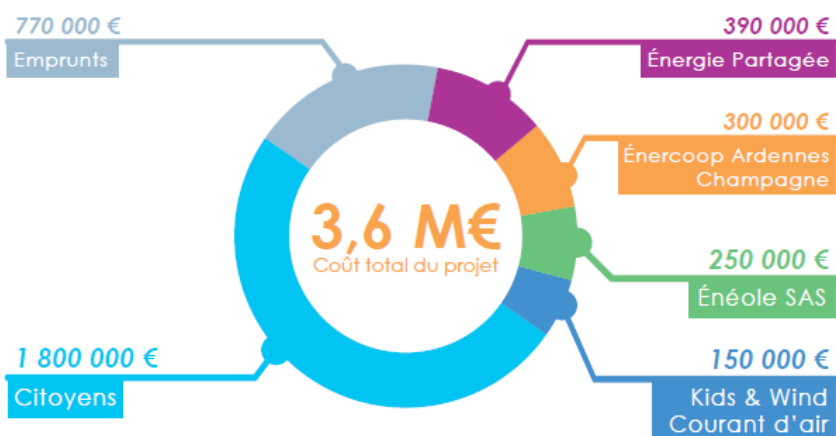 770 000 €
Emprunts
390 000 €
Énergie Partagée
300 000 €
Énercoop Ardennes
Champagne
3,6 M€
Coût total du projet
250 000 €
Énéole SAS
1 800 000 €
Citoyens
150 000 €
Kids & Wind
Courant d'air